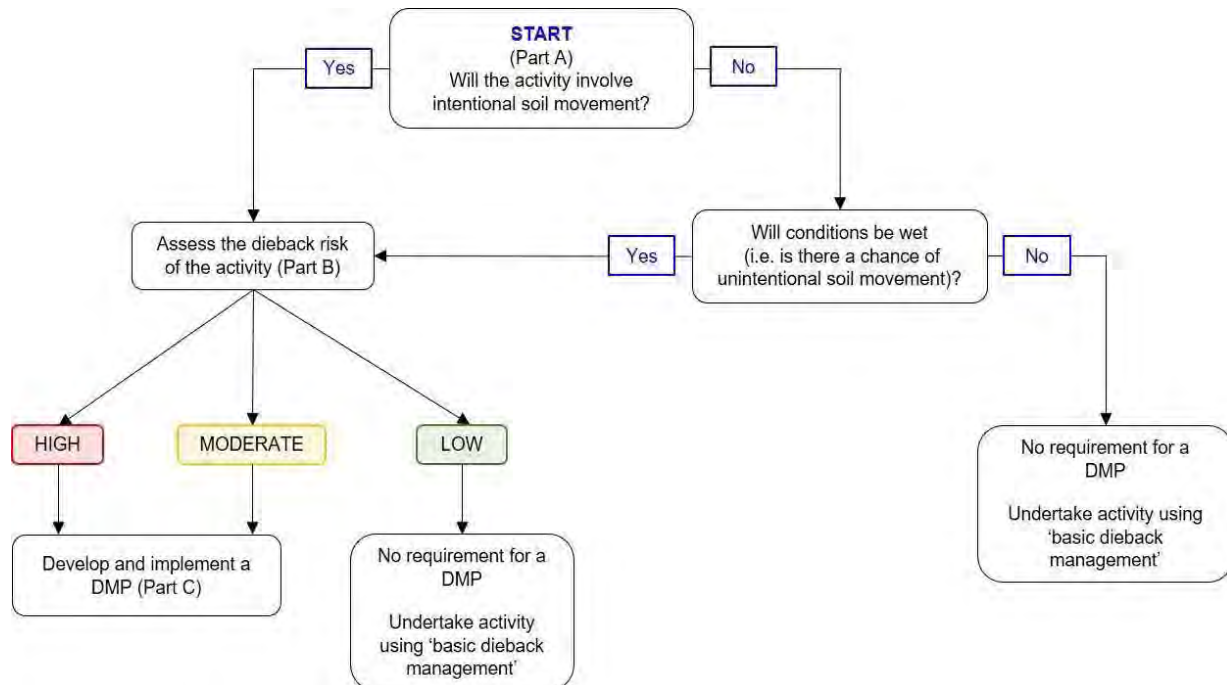 START
(Part A)
Will the activity involve
intentional soil movement?
Yes
No
Assess the dieback risk
of the activity (Part B)
Yes
Will conditions be wet
(i.e. is there a chance of
unintentional soil movement)?
No
HIGH
MODERATE
LOW
No requirement for a
DMP
Undertake activity using
‘basic dieback
management’
Develop and implement a
DMP (Part C)
No requirement for a
DMP
Undertake activity
using ‘basic dieback
management’